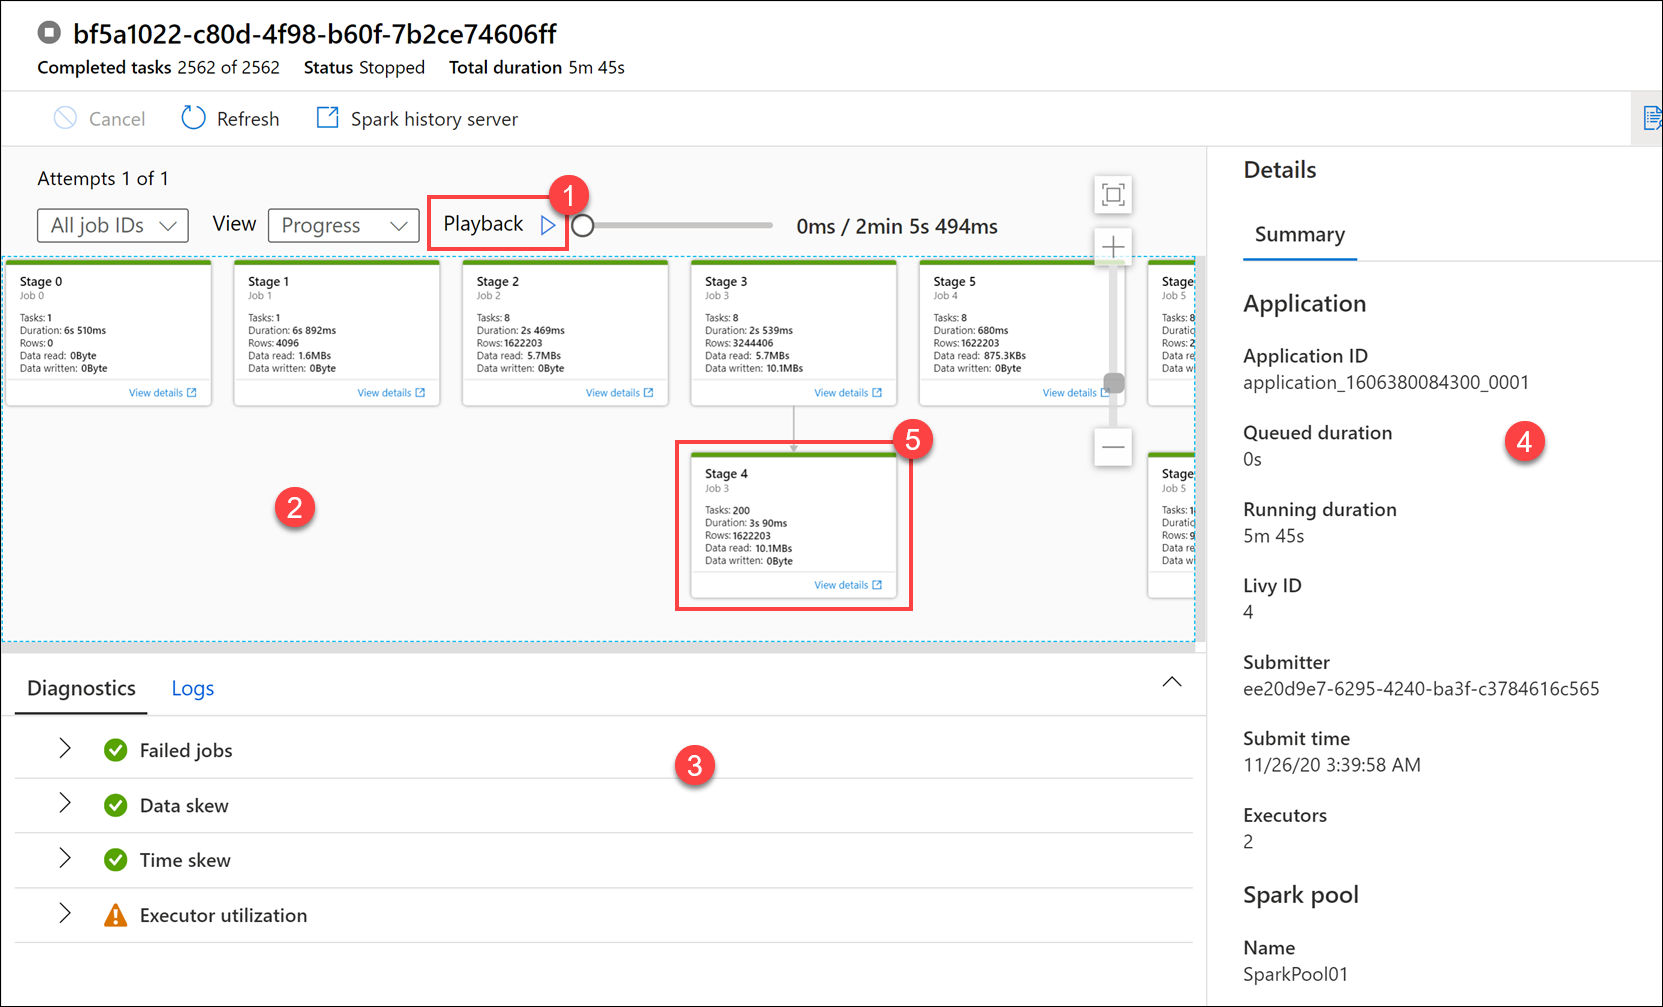 bf5a1022-c80d-4f98-b60f-7b2ce74606ff
Completed tasks 2562 of 2562 Status Stopped Total duration 5m 45s
Cancel Refresh Spark history server
Attempts 1 of 1
All job IDs View Progress Playback 1 0ms / 2min 5s 494ms
Stage 0
Job 0
Tasks: 1
Duration: 6s 510ms
Rows: 0
Data read: 0Byte
Data written: 0Byte
View details
Stage 1
Job 1
Tasks: 1
Duration: 6s 892ms
Rows: 4096
Data read: 1.6MBs
Data written: 0Byte
View details
Stage 2
Job 2
Tasks: 8
Duration: 2s 469ms
Rows: 1622203
Data read: 5.7MBs
Data written: 0Byte
View details
Stage 3
Job 3
Tasks: 8
Duration: 2s 539ms
Rows: 3244406
Data read: 5.7MBs
Data written: 10.1MBs
View details
Stage 5
Job 4
Tasks: 8
Duration: 680ms
Rows: 1622203
Data read: 875.3KBs
Data written: 0Byte
View details
Stage
Job 5
Tasks: 8
Rows:
Data
Data
2
5
Stage 4
Job 3
Tasks: 200
Duration: 3s 90ms
Rows: 1622203
Data read: 10.1MBs
Data written: 0Byte
View details
Stage
Job 5
Tasks:
Rows:
Data
Data
Diagnostics Logs
Failed jobs
3
Data skew
Time skew
Executor utilization
Details
Summary
Application
Application ID
application_1606380084300_0001
Queued duration
0s
4
Running duration
5m 45s
Livy ID
4
Submitter
ee20d9e7-6295-4240-ba3f-c3784616c565
Submit time
11/26/20 3:39:58 AM
Executors
2
Spark pool
Name
SparkPool01